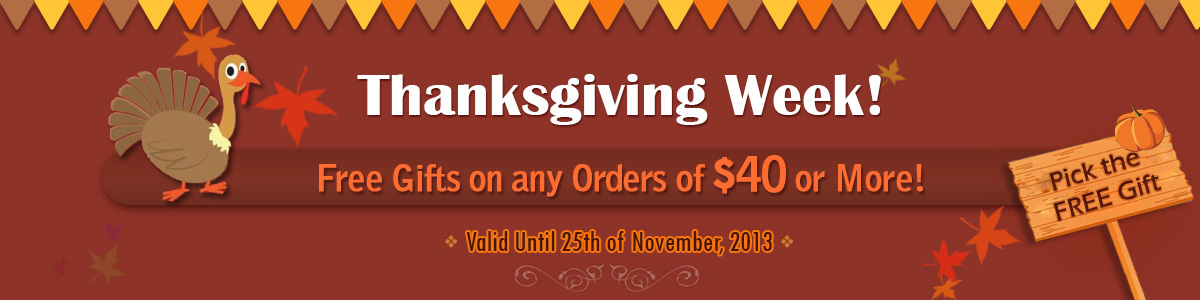 Thanksgiving Week!
Free Gifts on any Orders of $40 or More!
Pick the
FREE Gift
Valid Until 25th of November, 2013